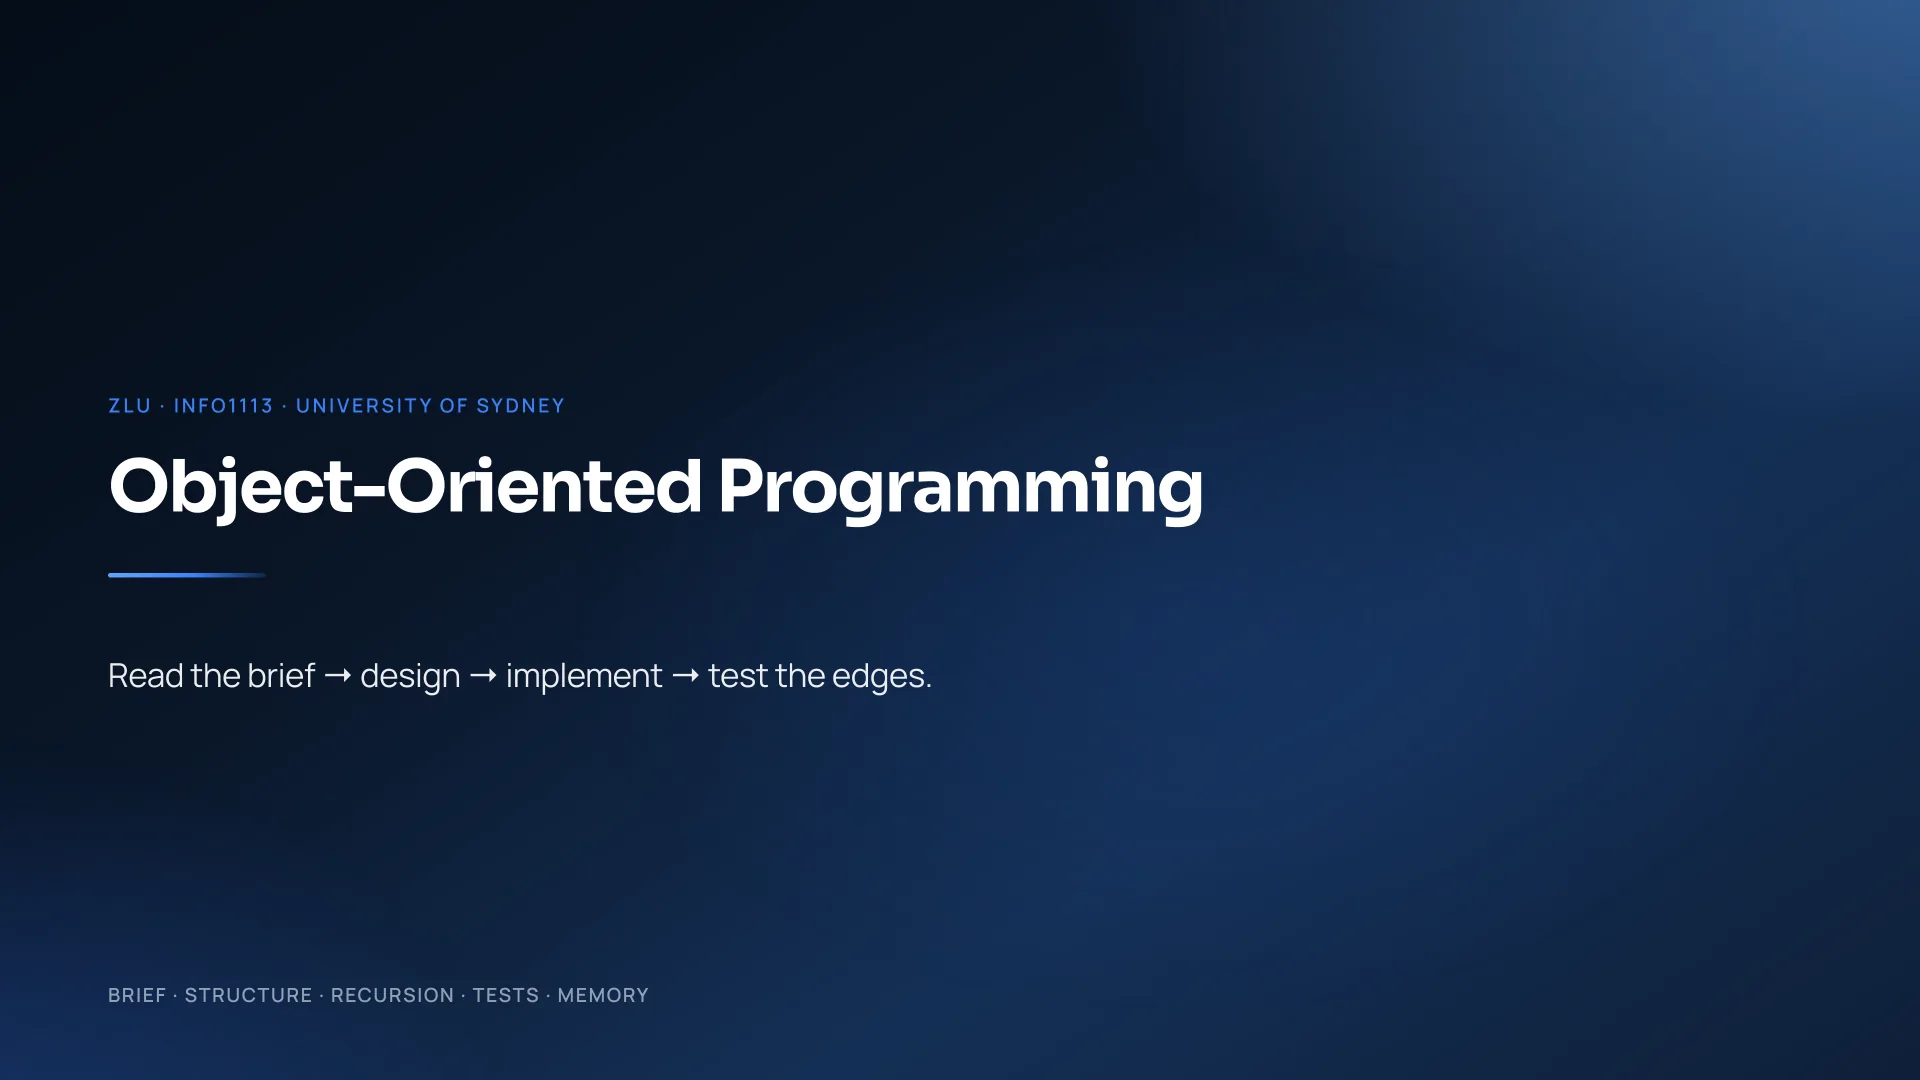 ZLU · INFO1113 · UNIVERSITY OF SYDNEY
Object-Oriented Programming
Read the brief → design → implement → test the edges.
BRIEF · STRUCTURE · RECURSION · TESTS · MEMORY